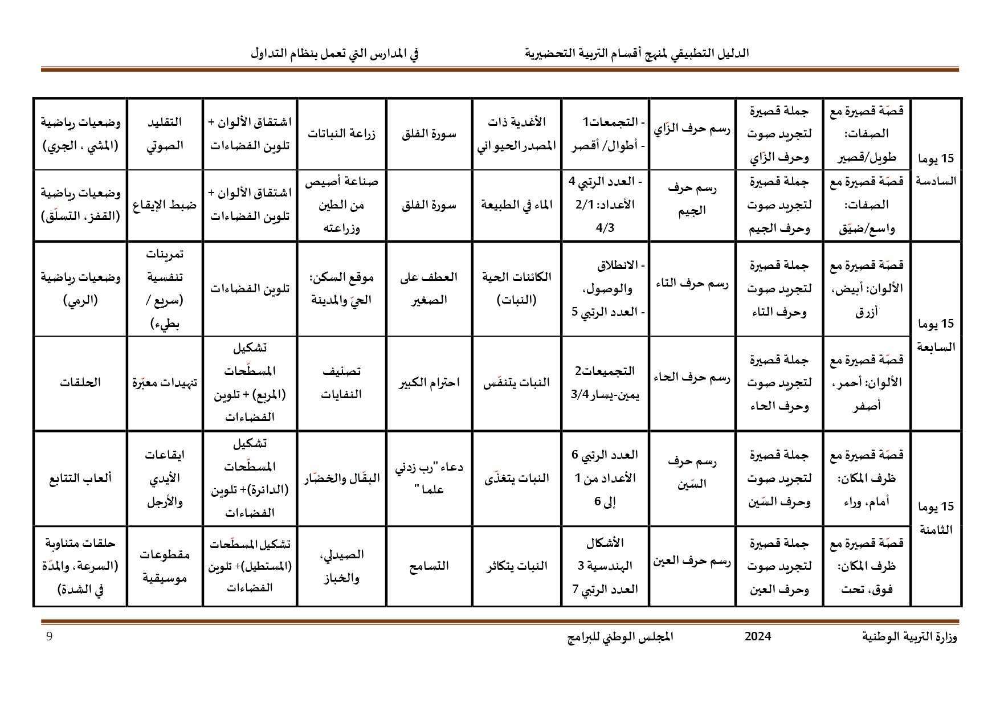 الدليل التطبيقي لمنهج أقسام التربية التحضيرية في المدارس التي تعمل بنظام التداول
15 يوما
السادسة
قصّة قصيرة مع
الصفات:
طويل/قصير
جملة قصيرة
لتجريد صوت
وحرف الزّاي
رسم حرف الزّاي
- التجمعات1
- أطوال/ أقصر
الأغذية ذات
المصدر الحيواني
سورة الفلق
زراعة النباتات
اشتقاق الألوان +
تلوين الفضاءات
التقليد
الصوتي
وضعيات رياضية
(المشي ، الجري)
قصّة قصيرة مع
الصفات:
واسع/ضيّق
جملة قصيرة
لتجريد صوت
وحرف الجيم
رسم حرف
الجيم
- العدد الرتبي 4
الأعداد: 2/1
4/3
الماء في الطبيعة
سورة الفلق
صناعة أصيص
من الطين
وزراعته
اشتقاق الألوان +
تلوين الفضاءات
ضبط الإيقاع
وضعيات رياضية
(القفز، التسلّق)
15 يوما
السابعة
قصّة قصيرة مع
الألوان: أبيض،
أزرق
جملة قصيرة
لتجريد صوت
وحرف التاء
رسم حرف التاء
- الانطلاق
والوصول،
- العدد الرتبي 5
الكائنات الحية
(النبات)
العطف على
الصغير
موقع السكن:
الحيّ والمدينة
تلوين الفضاءات
تمرينات
تنفسية
(سريع /
بطيء)
وضعيات رياضية
(الرمي)
قصّة قصيرة مع
الألوان: أحمر ،
أصفر
جملة قصيرة
لتجريد صوت
وحرف الحاء
رسم حرف الحاء
التجميعات2
يمين-يسار 3/4
النبات يتنفّس
احترام الكبير
تصنيف
النفايات
تشكيل
المسطّحات
(المربع) + تلوين
الفضاءات
تنهيدات معبّرة
الحلقات
15 يوما
الثامنة
قصّة قصيرة مع
ظرف المكان:
أمام، وراء
جملة قصيرة
لتجريد صوت
وحرف السّين
رسم حرف
السّين
العدد الرتبي 6
الأعداد من 1
إلى 6
النبات يتغذّى
دعاء "رب زدني
علما "
البقّال والخضّار
تشكيل
المسطّحات
(الدائرة)+ تلوين
الفضاءات
ايقاعات
الأيدي
والأرجل
ألعاب التتابع
قصّة قصيرة مع
ظرف المكان:
فوق، تحت
جملة قصيرة
لتجريد صوت
وحرف العين
رسم حرف العين
الأشكال
الهندسية 3
العدد الرتبي 7
النبات يتكاثر
التسامح
الصيدلي،
والخباز
تشكيل المسطّحات
(المستطيل)+ تلوين
الفضاءات
مقطوعات
موسيقية
حلقات متناوبة
(السرعة، والمدّة
في الشدة)
وزارة التربية الوطنية 2024 المجلس الوطني للبرامج 9